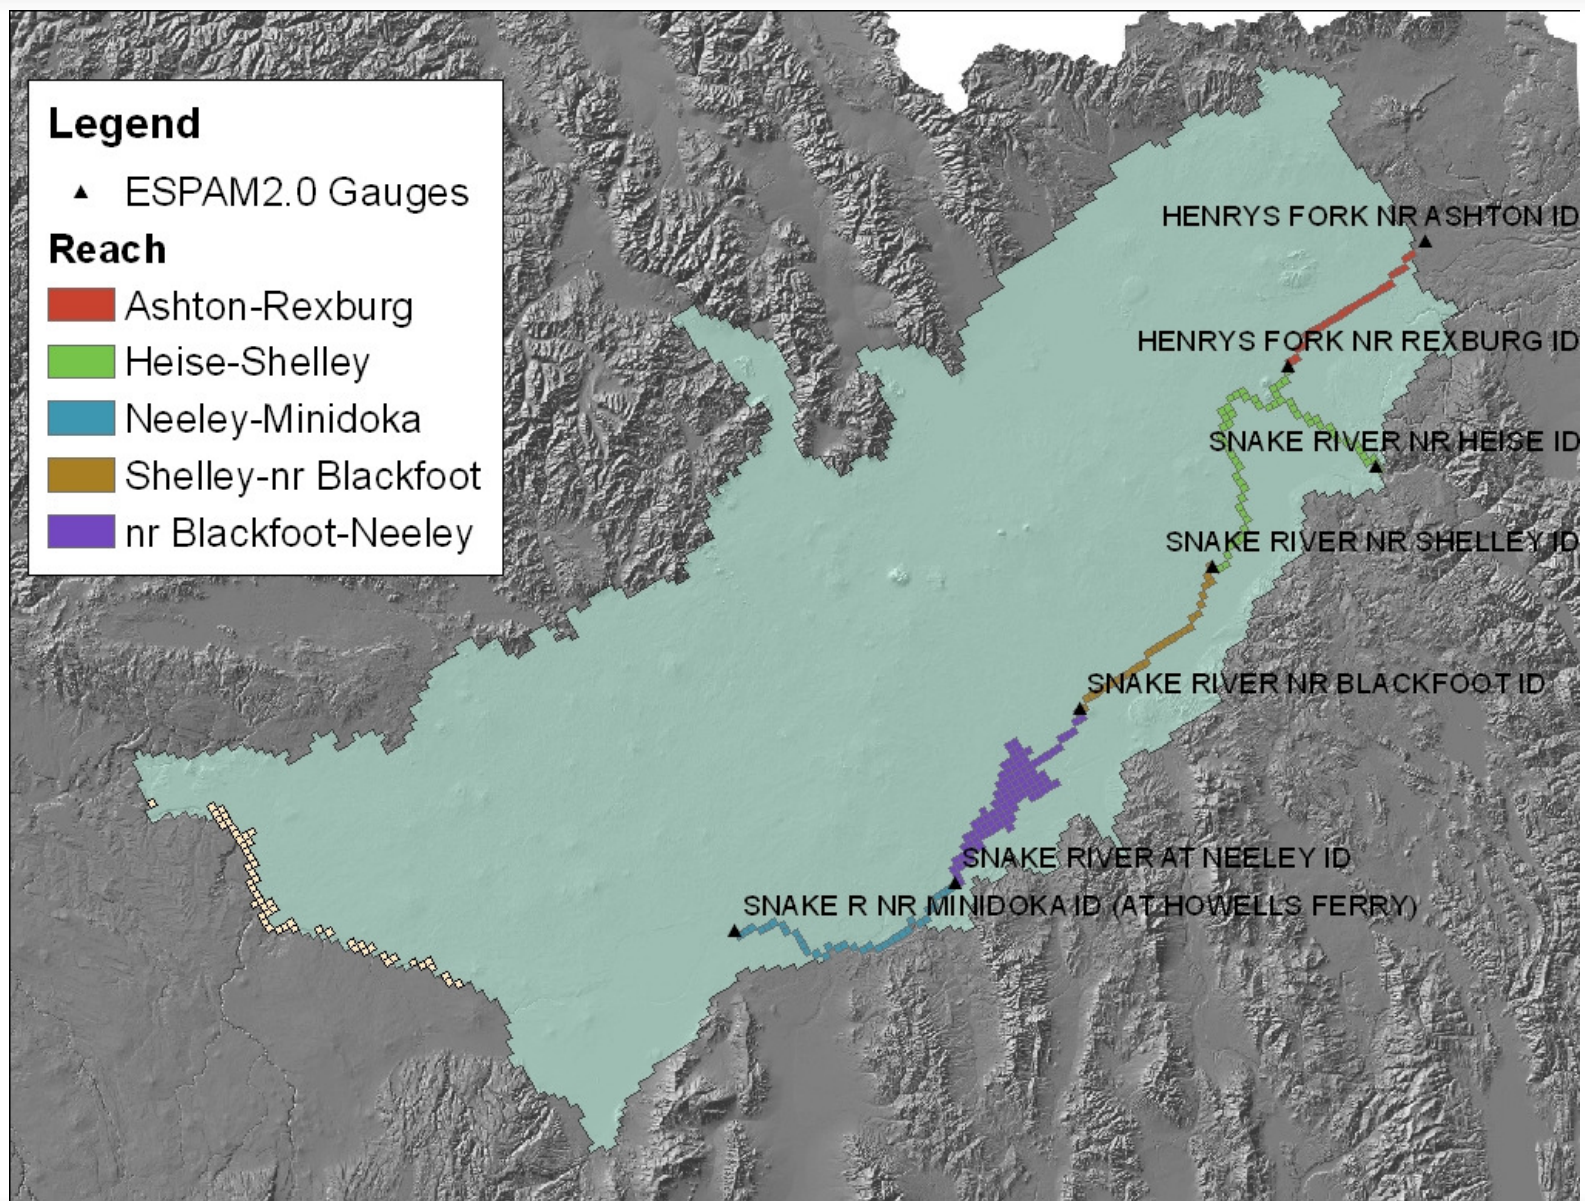 Legend
ESPAM2.0 Gauges
Reach
Ashton-Rexburg
Heise-Shelley
Neeley-Minidoka
Shelley-nr Blackfoot
nr Blackfoot-Neeley
HENRYS FORK NR ASHTON ID
HENRYS FORK NR REXBURG ID
SNAKE RIVER NR HEISE ID
SNAKE RIVER NR SHELLEY ID
SNAKE RIVER NR BLACKFOOT ID
SNAKE RIVER AT NEELEY ID
SNAKE R NR MINIDOKA ID (AT HOWELLS FERRY)